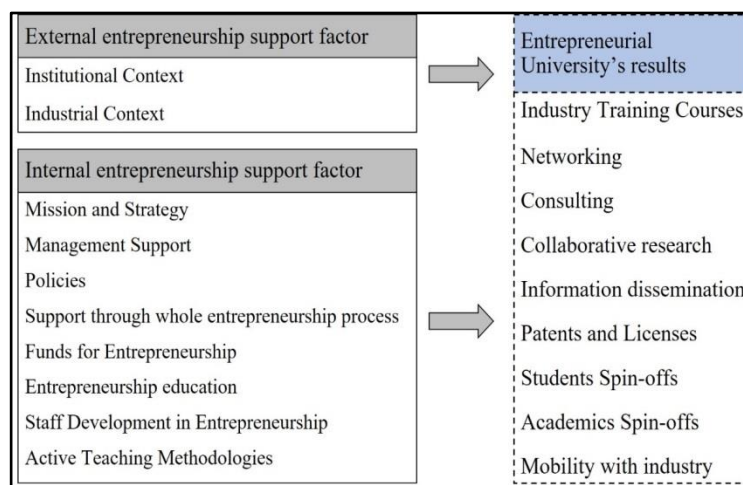 External entrepreneurship support factor
Institutional Context
Industrial Context
Internal entrepreneurship support factor
Mission and Strategy
Management Support
Policies
Support through whole entrepreneurship process
Funds for Entrepreneurship
Entrepreneurship education
Staff Development in Entrepreneurship
Active Teaching Methodologies
Entrepreneurial
University's results
Industry Training Courses
Networking
Consulting
Collaborative research
Information dissemination
Patents and Licenses
Students Spin-offs
Academics Spin-offs
Mobility with industry